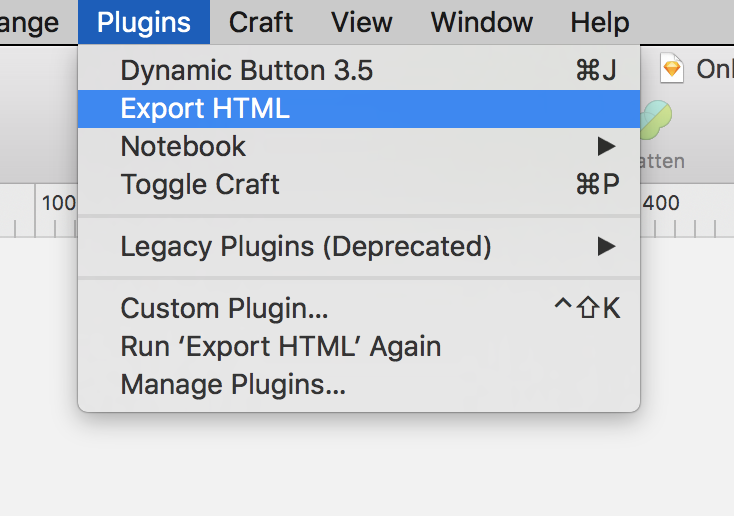 ange Plugins Craft View Window Help
Dynamic Button 3.5 ⌘J
Onl
Export HTML
Notebook ▶
atten
Toggle Craft ⌘P
100
400
Legacy Plugins (Deprecated) ▶
Custom Plugin... ^⇧K
Run ‘Export HTML’ Again
Manage Plugins...